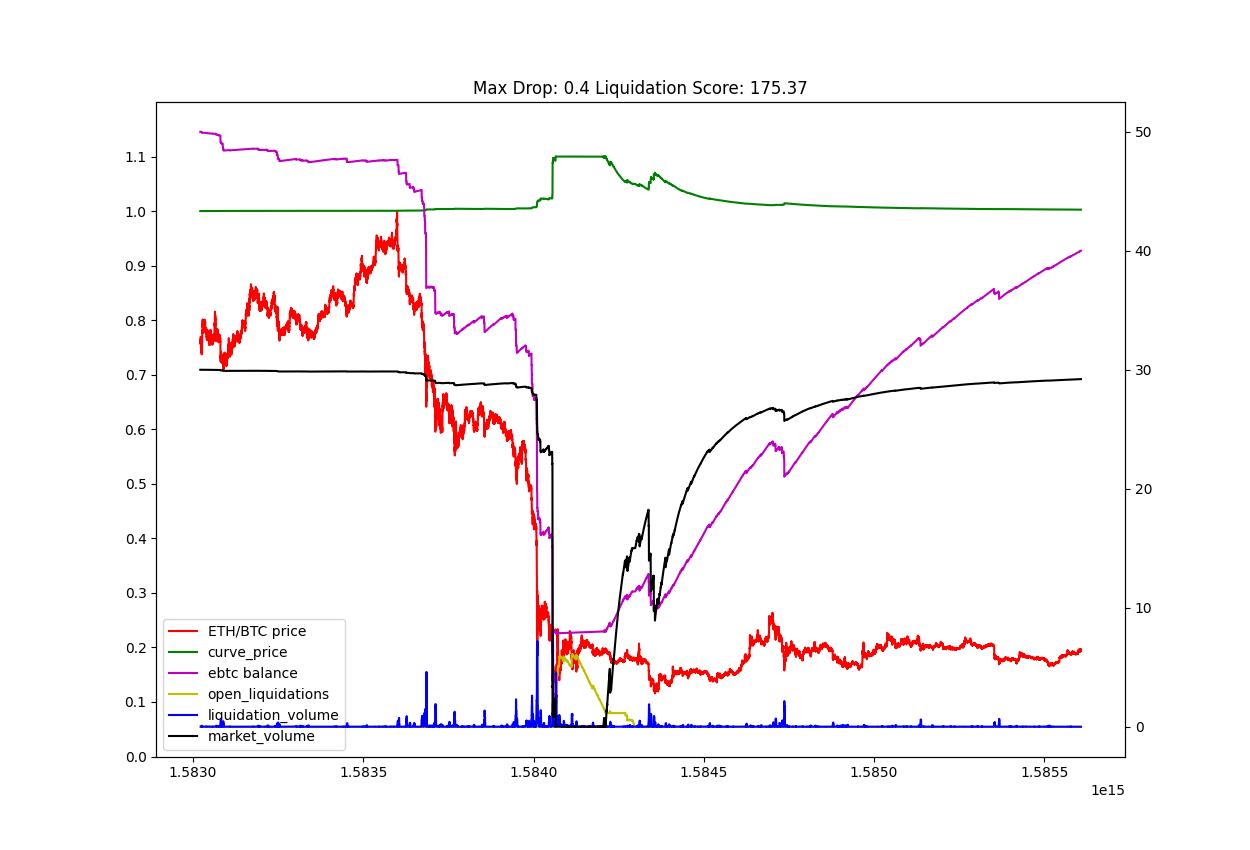 Max Drop: 0.4 Liquidation Score: 175.37
1.1
1.0
0.9
0.8
0.7
0.6
0.5
0.4
0.3
0.2
0.1
0.0
50
40
30
20
10
0
ETH/BTC price
curve_price
ebtc balance
open_liquidations
liquidation_volume
market_volume
1.5830 1.5835 1.5840 1.5845 1.5850 1.5855
1e15